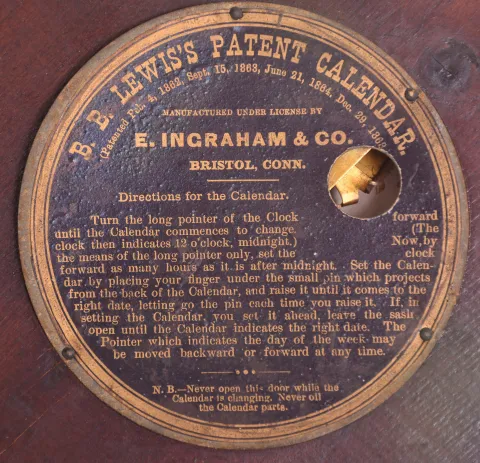 B. B. LEWIS'S PATENT CALENDAR.
(Patented Feb. 4, 1862, Sept. 15, 1863, June 21, 1864, Dec. 29, 1868.)
MANUFACTURED UNDER LICENSE BY
E. INGRAHAM & CO.
BRISTOL, CONN.
Directions for the Calendar.
Turn the long pointer of the Clock forward
until the Calendar commences to change. (The
clock then indicates 12 o'clock, midnight.) Now, by
the means of the long pointer only, set the clock
forward as many hours as it is after midnight. Set the Calen-
dar by placing your finger under the small pin which projects
from the back of the Calendar, and raise it until it comes to the
right date, letting go the pin each time you raise it. If, in
setting the Calendar, you set it ahead, leave the sash
open until the Calendar indicates the right date. The
Pointer which indicates the day of the week may
be moved backward or forward at any time.
N. B.—Never open this door while the
Calendar is changing. Never oil
the Calendar parts.